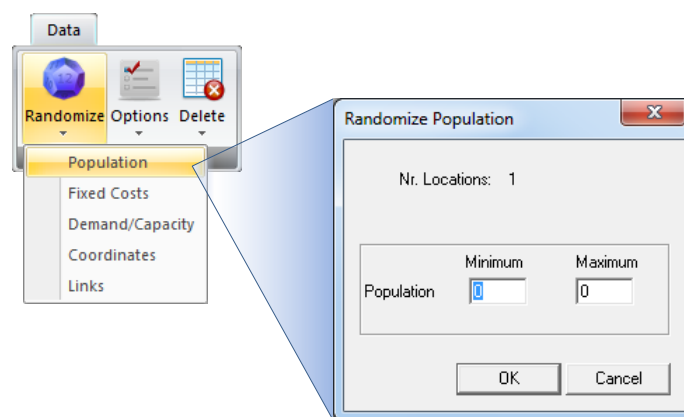 Data
12
Randomize Options Delete
Population
Fixed Costs
Demand/Capacity
Coordinates
Links
Randomize Population
Nr. Locations: 1
Minimum Maximum
Population 0 0
OK Cancel